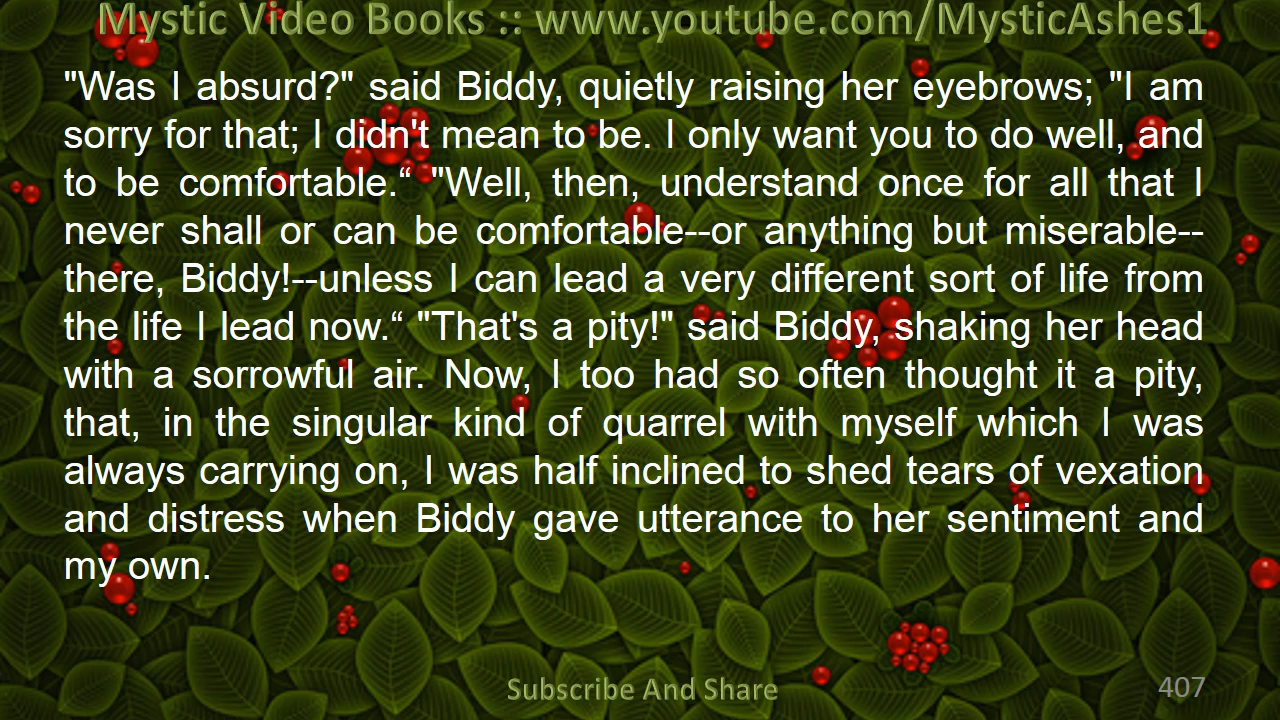 Mystic Video Books :: www.youtube.com/MysticAshes1
"Was I absurd?" said Biddy, quietly raising her eyebrows; "I am
sorry for that; I didn't mean to be. I only want you to do well, and
to be comfortable.“ "Well, then, understand once for all that I
never shall or can be comfortable--or anything but miserable--
there, Biddy!--unless I can lead a very different sort of life from
the life I lead now.“ "That's a pity!" said Biddy, shaking her head
with a sorrowful air. Now, I too had so often thought it a pity,
that, in the singular kind of quarrel with myself which I was
always carrying on, I was half inclined to shed tears of vexation
and distress when Biddy gave utterance to her sentiment and
my own.
Subscribe And Share
407